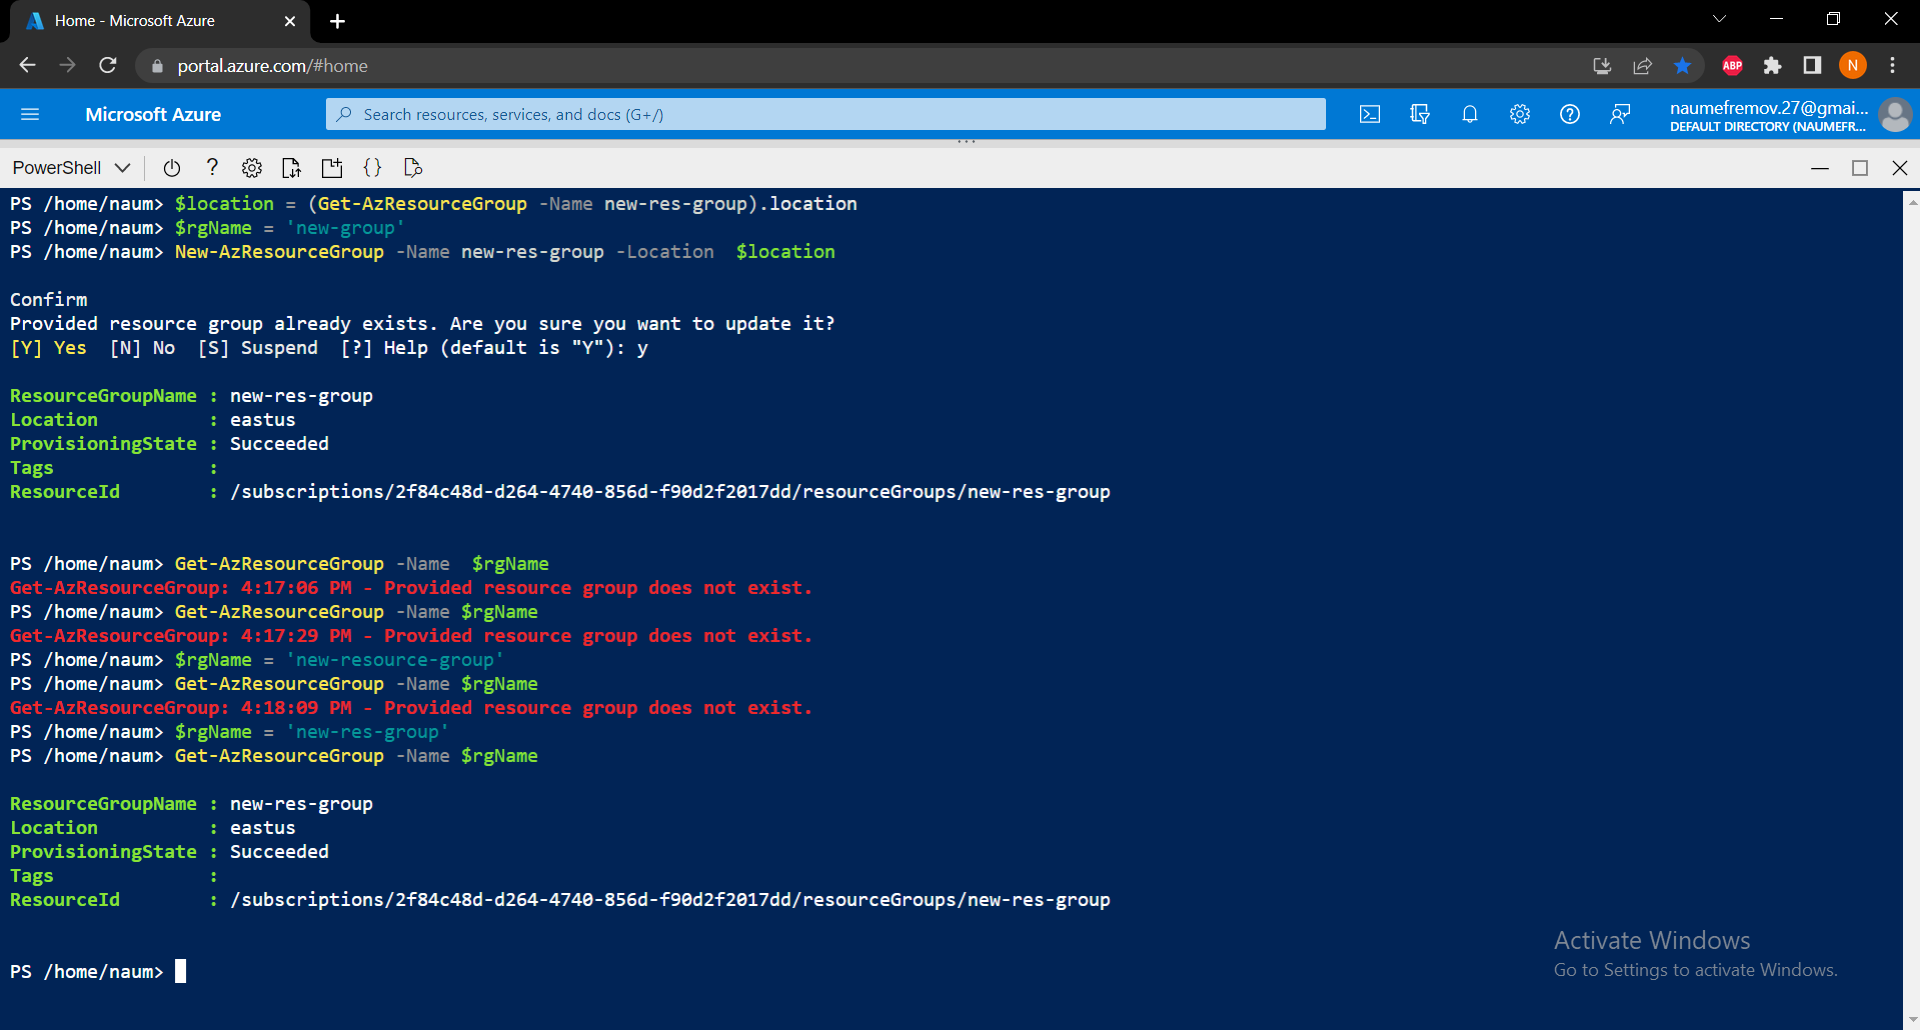 Home - Microsoft Azure
portal.azure.com/#home
ABP
N
Microsoft Azure
Search resources, services, and docs (G+/)
naumefremov.27@gmai...
DEFAULT DIRECTORY (NAUMEFR...
PowerShell
PS /home/naum> $location = (Get-AzResourceGroup -Name new-res-group).location
PS /home/naum> $rgName = 'new-group'
PS /home/naum> New-AzResourceGroup -Name new-res-group -Location  $location
Confirm
Provided resource group already exists. Are you sure you want to update it?
[Y] Yes  [N] No  [S] Suspend  [?] Help (default is "Y"): y
ResourceGroupName : new-res-group
Location          : eastus
ProvisioningState : Succeeded
Tags              :
ResourceId        : /subscriptions/2f84c48d-d264-4740-856d-f90d2f2017dd/resourceGroups/new-res-group
PS /home/naum> Get-AzResourceGroup -Name  $rgName
Get-AzResourceGroup: 4:17:06 PM - Provided resource group does not exist.
PS /home/naum> Get-AzResourceGroup -Name $rgName
Get-AzResourceGroup: 4:17:29 PM - Provided resource group does not exist.
PS /home/naum> $rgName = 'new-resource-group'
PS /home/naum> Get-AzResourceGroup -Name $rgName
Get-AzResourceGroup: 4:18:09 PM - Provided resource group does not exist.
PS /home/naum> $rgName = 'new-res-group'
PS /home/naum> Get-AzResourceGroup -Name $rgName
ResourceGroupName : new-res-group
Location          : eastus
ProvisioningState : Succeeded
Tags              :
ResourceId        : /subscriptions/2f84c48d-d264-4740-856d-f90d2f2017dd/resourceGroups/new-res-group
PS /home/naum>
Activate Windows
Go to Settings to activate Windows.